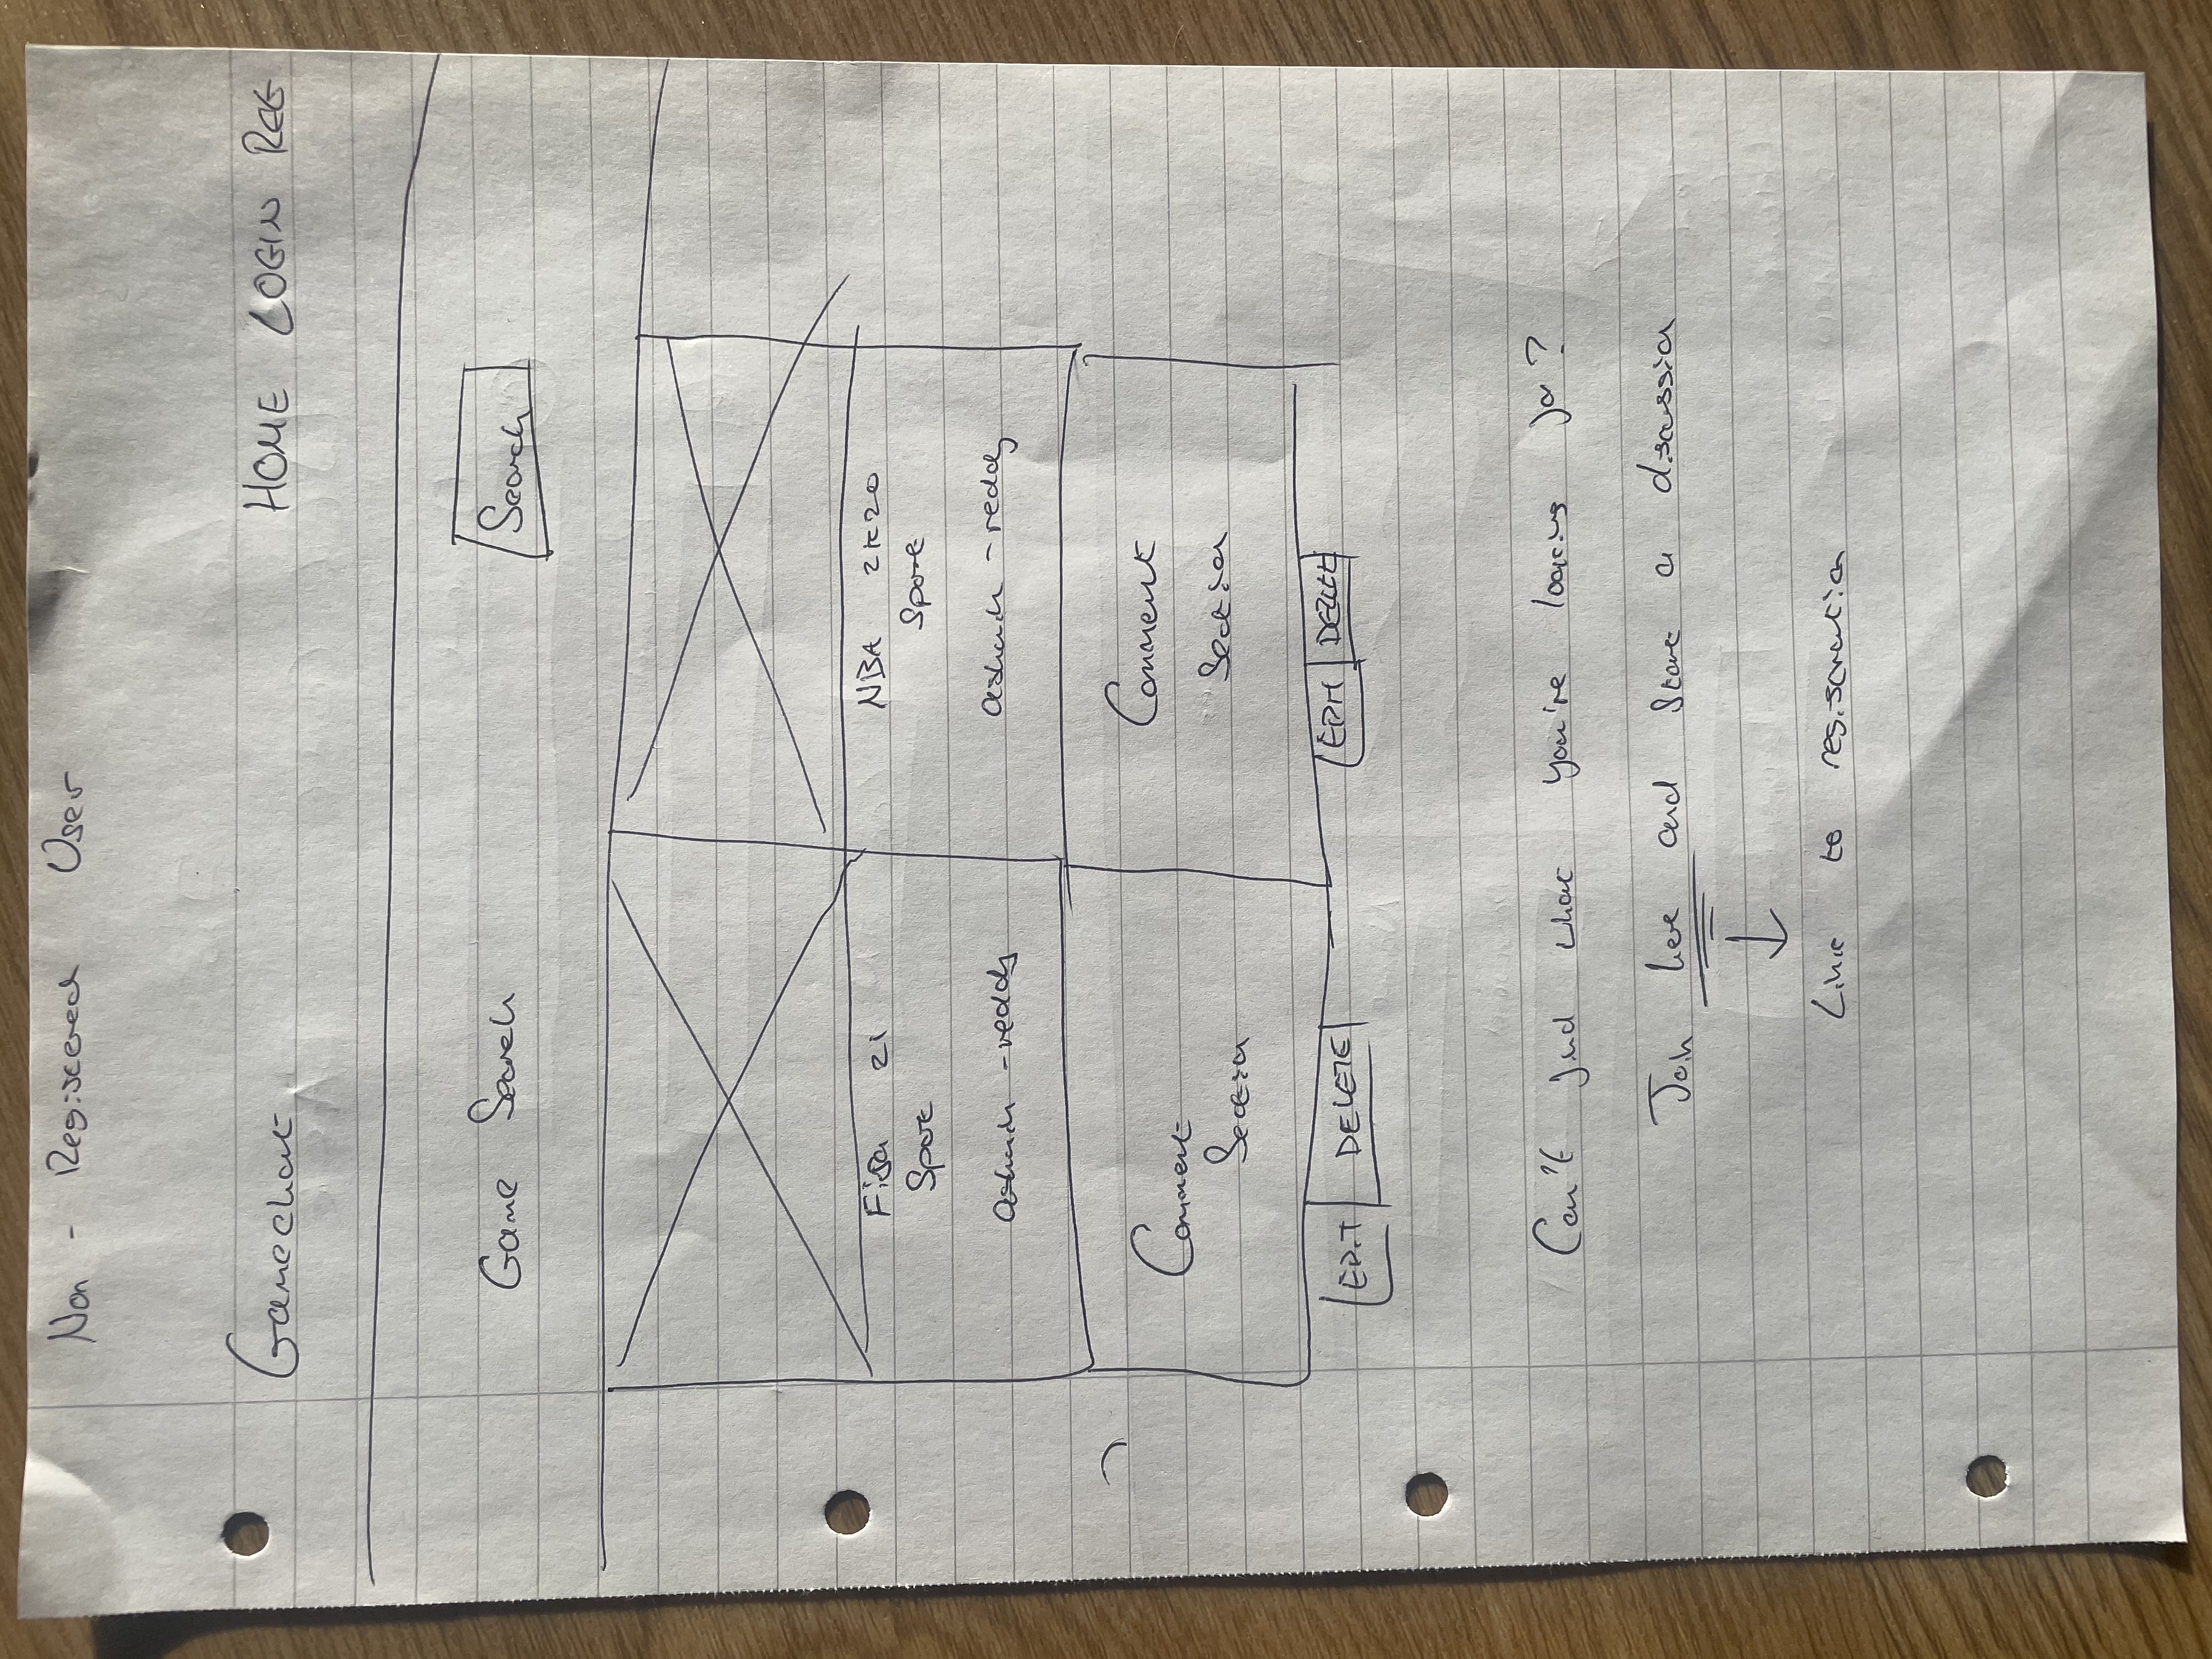 Non - Registered User
Gamechat HOME LOGIN REG
Game Search Search
Fifa 21 NBA 2K20
Sport Sport
-reddy -reddy
Comment Comment
Section Section
EDIT DELETE EDIT DELETE
Can't find what you're looking for?
Join here and start a discussion
Link to registration